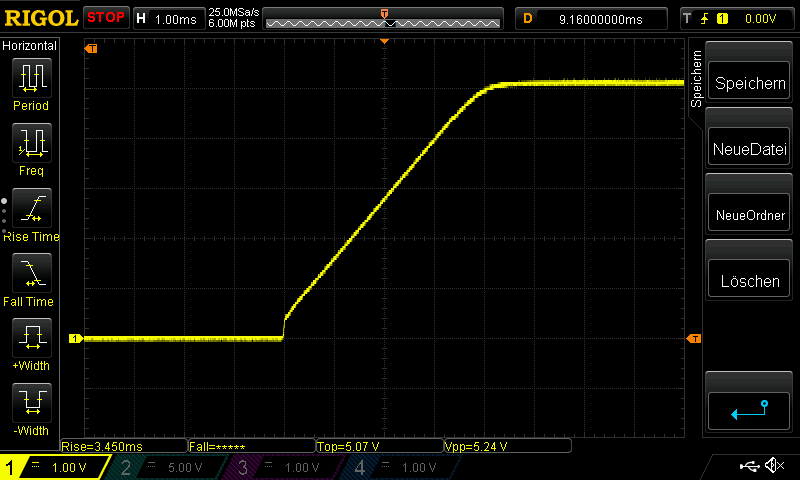 RIGOL STOP H 1.00ms 25.0MSa/s D 9.16000000ms T 1 0.00V
6.00M pts
T
Horizontal
T
Period
Freq
Rise Time
Fall Time
+Width
-Width
1
T
Speichern
Speichern
NeueDatei
NeueOrdner
Löschen
Rise=3.450ms Fall=***** Top=5.07 V Vpp=5.24 V
1 1.00 V 2 5.00 V 3 1.00 V 4 1.00 V